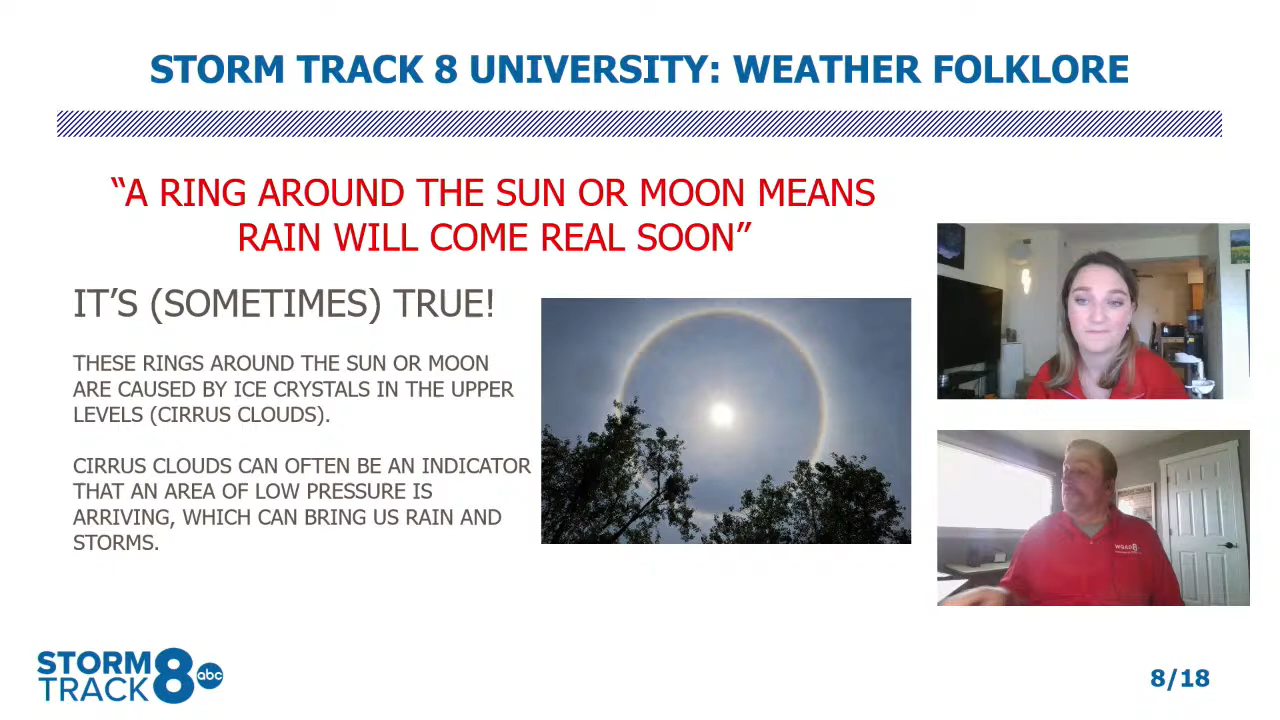 STORM TRACK 8 UNIVERSITY: WEATHER FOLKLORE
“A RING AROUND THE SUN OR MOON MEANS
RAIN WILL COME REAL SOON”
IT’S (SOMETIMES) TRUE!
THESE RINGS AROUND THE SUN OR MOON
ARE CAUSED BY ICE CRYSTALS IN THE UPPER
LEVELS (CIRRUS CLOUDS).
CIRRUS CLOUDS CAN OFTEN BE AN INDICATOR
THAT AN AREA OF LOW PRESSURE IS
ARRIVING, WHICH CAN BRING US RAIN AND
STORMS.
WQAD8
STORM
TRACK 8 abc
8/18